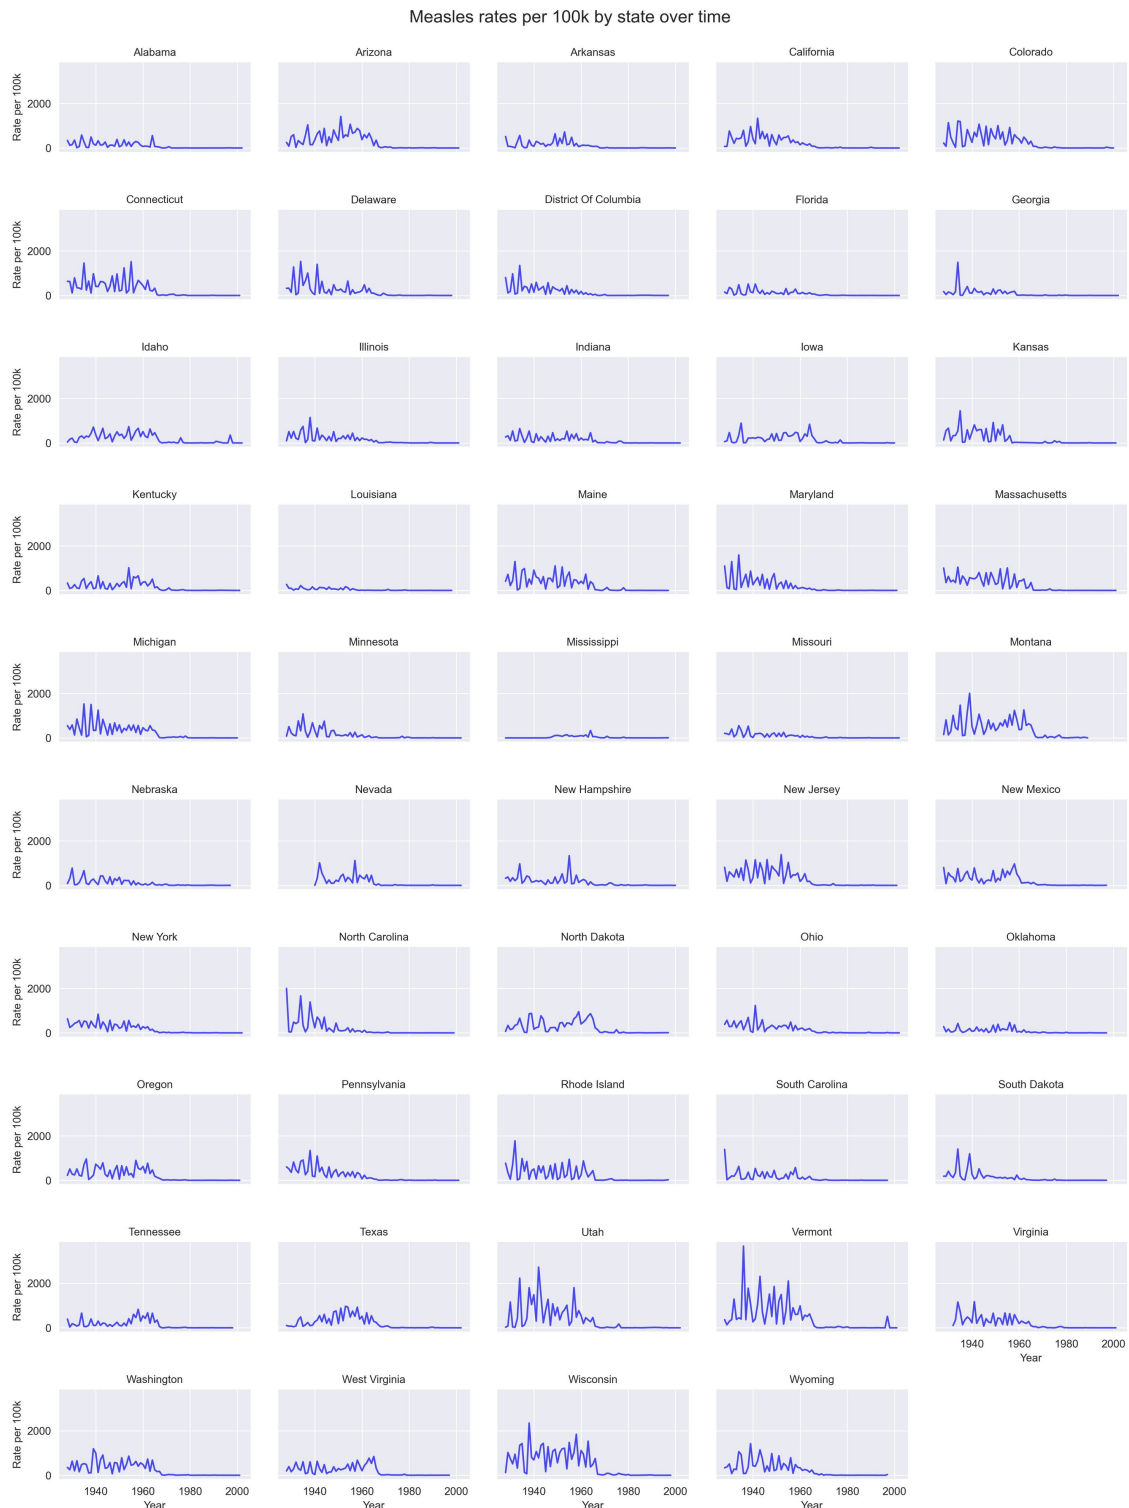 Measles rates per 100k by state over time
Alabama
Arizona
Arkansas
California
Colorado
Rate per 100k
2000
0
Connecticut
Delaware
District Of Columbia
Florida
Georgia
Rate per 100k
2000
0
Idaho
Illinois
Indiana
Iowa
Kansas
Rate per 100k
2000
0
Kentucky
Louisiana
Maine
Maryland
Massachusetts
Rate per 100k
2000
0
Michigan
Minnesota
Mississippi
Missouri
Montana
Rate per 100k
2000
0
Nebraska
Nevada
New Hampshire
New Jersey
New Mexico
Rate per 100k
2000
0
New York
North Carolina
North Dakota
Ohio
Oklahoma
Rate per 100k
2000
0
Oregon
Pennsylvania
Rhode Island
South Carolina
South Dakota
Rate per 100k
2000
0
Tennessee
Texas
Utah
Vermont
Virginia
Rate per 100k
2000
0
1940 1960 1980 2000
Year
Washington
West Virginia
Wisconsin
Wyoming
Rate per 100k
2000
0
1940 1960 1980 2000
Year
1940 1960 1980 2000
Year
1940 1960 1980 2000
Year
1940 1960 1980 2000
Year